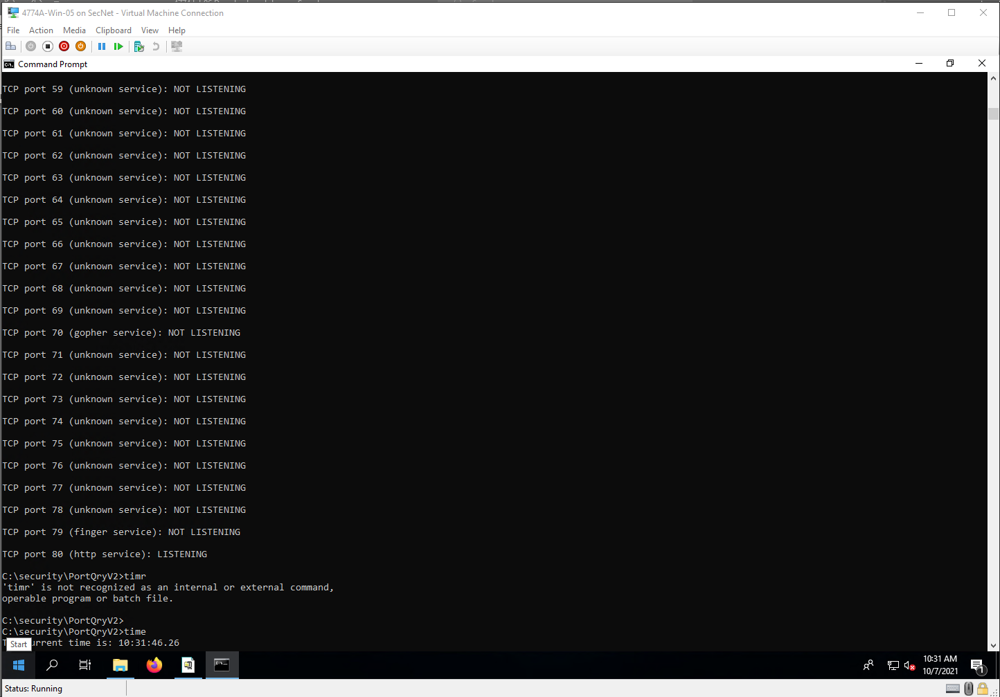 4774A-Win-05 on SecNet - Virtual Machine Connection
File Action Media Clipboard View Help
Command Prompt
TCP port 59 (unknown service): NOT LISTENING
TCP port 60 (unknown service): NOT LISTENING
TCP port 61 (unknown service): NOT LISTENING
TCP port 62 (unknown service): NOT LISTENING
TCP port 63 (unknown service): NOT LISTENING
TCP port 64 (unknown service): NOT LISTENING
TCP port 65 (unknown service): NOT LISTENING
TCP port 66 (unknown service): NOT LISTENING
TCP port 67 (unknown service): NOT LISTENING
TCP port 68 (unknown service): NOT LISTENING
TCP port 69 (unknown service): NOT LISTENING
TCP port 70 (gopher service): NOT LISTENING
TCP port 71 (unknown service): NOT LISTENING
TCP port 72 (unknown service): NOT LISTENING
TCP port 73 (unknown service): NOT LISTENING
TCP port 74 (unknown service): NOT LISTENING
TCP port 75 (unknown service): NOT LISTENING
TCP port 76 (unknown service): NOT LISTENING
TCP port 77 (unknown service): NOT LISTENING
TCP port 78 (unknown service): NOT LISTENING
TCP port 79 (finger service): NOT LISTENING
TCP port 80 (http service): LISTENING
C:\security\PortQryV2>timr
'timr' is not recognized as an internal or external command,
operable program or batch file.
C:\security\PortQryV2>
C:\security\PortQryV2>time
time is: 10:31:46.26
Start
10:31 AM
10/7/2021
1
Status: Running